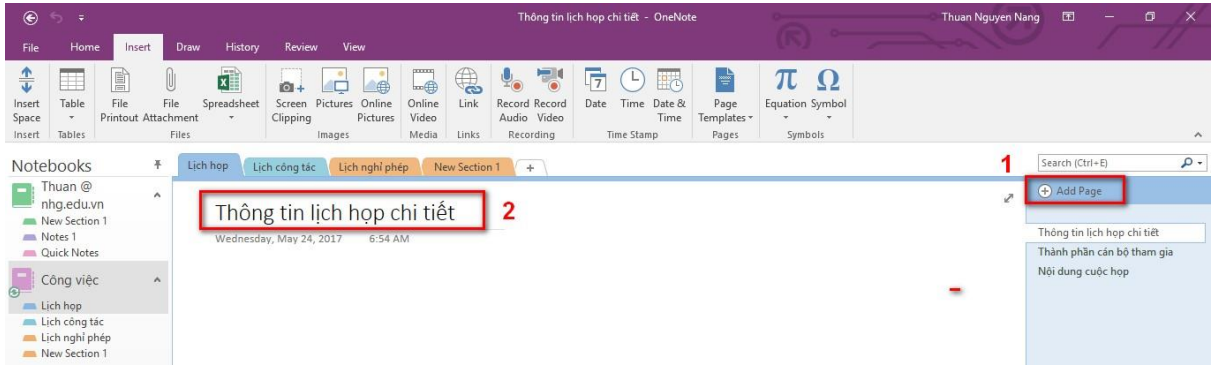 Thông tin lịch họp chi tiết - OneNote
Thuan Nguyen Nang
File Home Insert Draw History Review View
Insert Space
Table
File Printout
File Attachment
Spreadsheet
Screen Clipping
Pictures
Online Pictures
Online Video
Link
Record Audio
Record Video
Date
Time
Date & Time
Page Templates
Equation
Symbol
Insert Tables Files Images Media Links Recording Time Stamp Pages Symbols
Notebooks
Thuan @
nhg.edu.vn
New Section 1
Notes 1
Quick Notes
Công việc
Lịch họp
Lịch công tác
Lịch nghỉ phép
New Section 1
Lịch họp Lịch công tác Lịch nghỉ phép New Section 1 +
Thông tin lịch họp chi tiết 2
Wednesday, May 24, 2017 6:54 AM
1
Search (Ctrl+E)
Add Page
Thông tin lịch họp chi tiết
Thành phần cán bộ tham gia
Nội dung cuộc họp